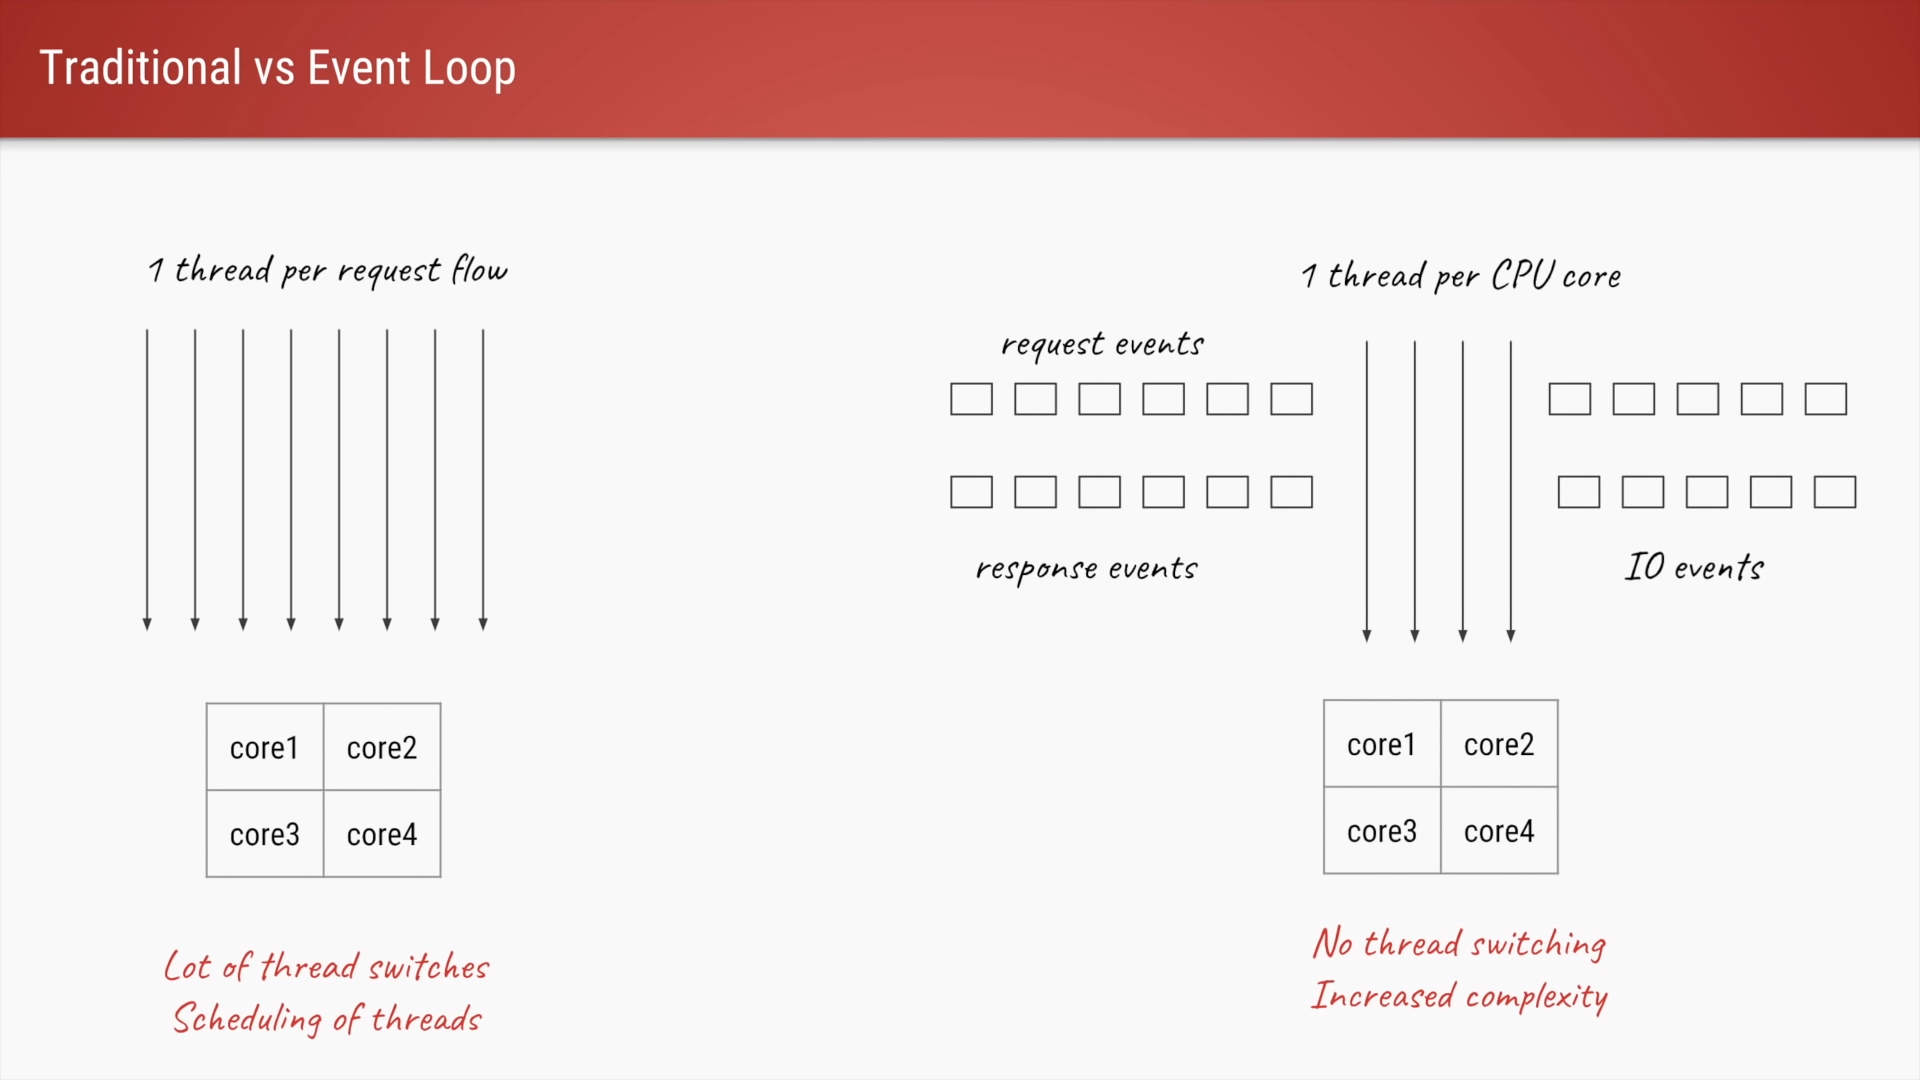 Traditional vs Event Loop
1 thread per request flow
core1 core2
core3 core4
Lot of thread switches
Scheduling of threads
1 thread per CPU core
request events
response events
IO events
core1 core2
core3 core4
No thread switching
Increased complexity